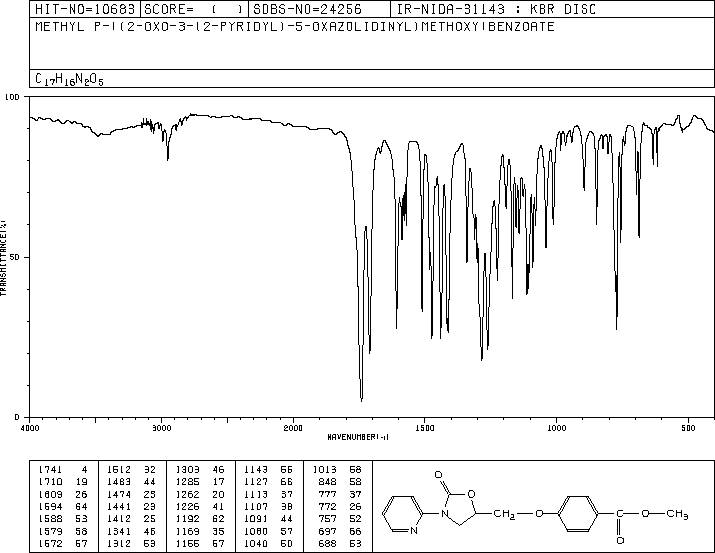 HIT-NO=10683 SCORE= ( ) SDBS-NO=24256 IR-NIDA-31143 : KBR DISC
METHYL P-((2-OXO-3-(2-PYRIDYL)-5-OXAZOLIDINYL)METHOXY)BENZOATE
C17H16N2O5
100
TRANSMITTANCE(%)
50
0
4000 3000 2000 1500 1000 500
WAVENUMBER(-1)
1741 4 1512 32 1303 46 1143 55 1013 58
1710 19 1483 44 1285 17 1127 66 848 58
1609 26 1474 23 1262 20 1113 37 777 37
1594 64 1441 23 1226 41 1107 38 772 26
1588 53 1412 25 1192 62 1091 44 757 52
1579 58 1341 46 1169 35 1080 57 697 66
1572 57 1312 53 1155 57 1040 50 688 53
O
O
N
N
CH2
O
O
CH3
O